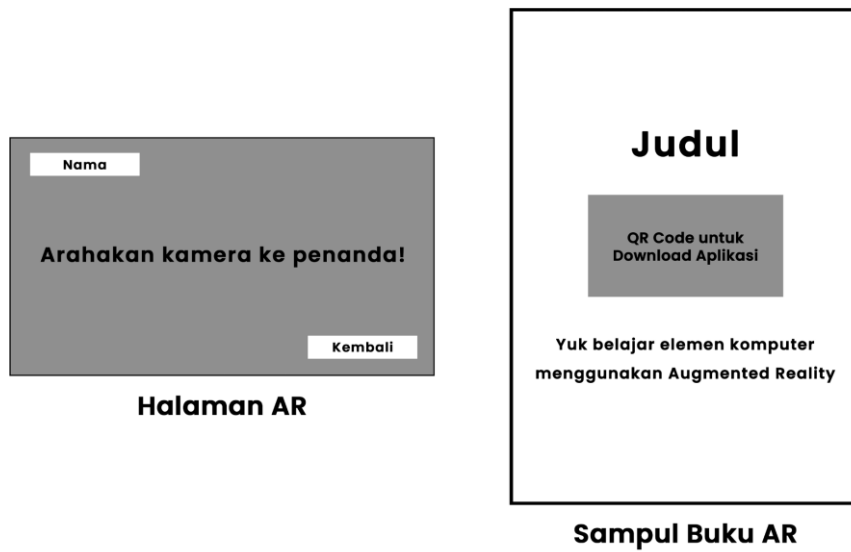 Nama
Arahakan kamera ke penanda!
Kembali
Halaman AR
Judul
QR Code untuk
Download Aplikasi
Yuk belajar elemen komputer
menggunakan Augmented Reality
Sampul Buku AR